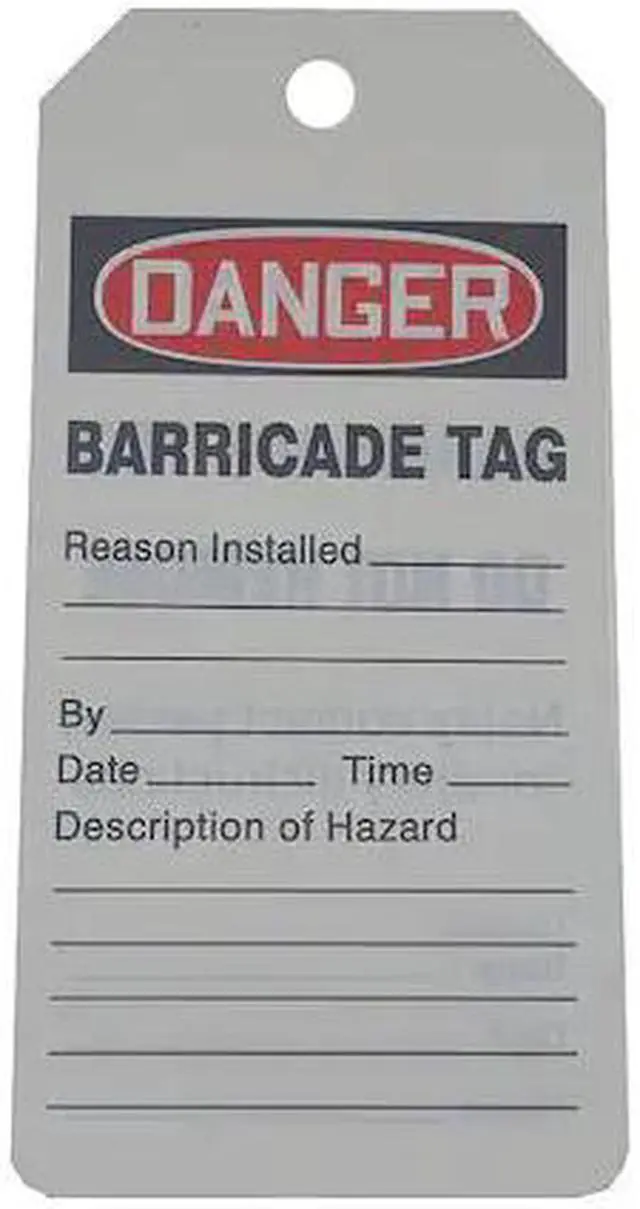 DANGER
BARRICADE TAG
Reason Installed
By
Date Time
Description of Hazard